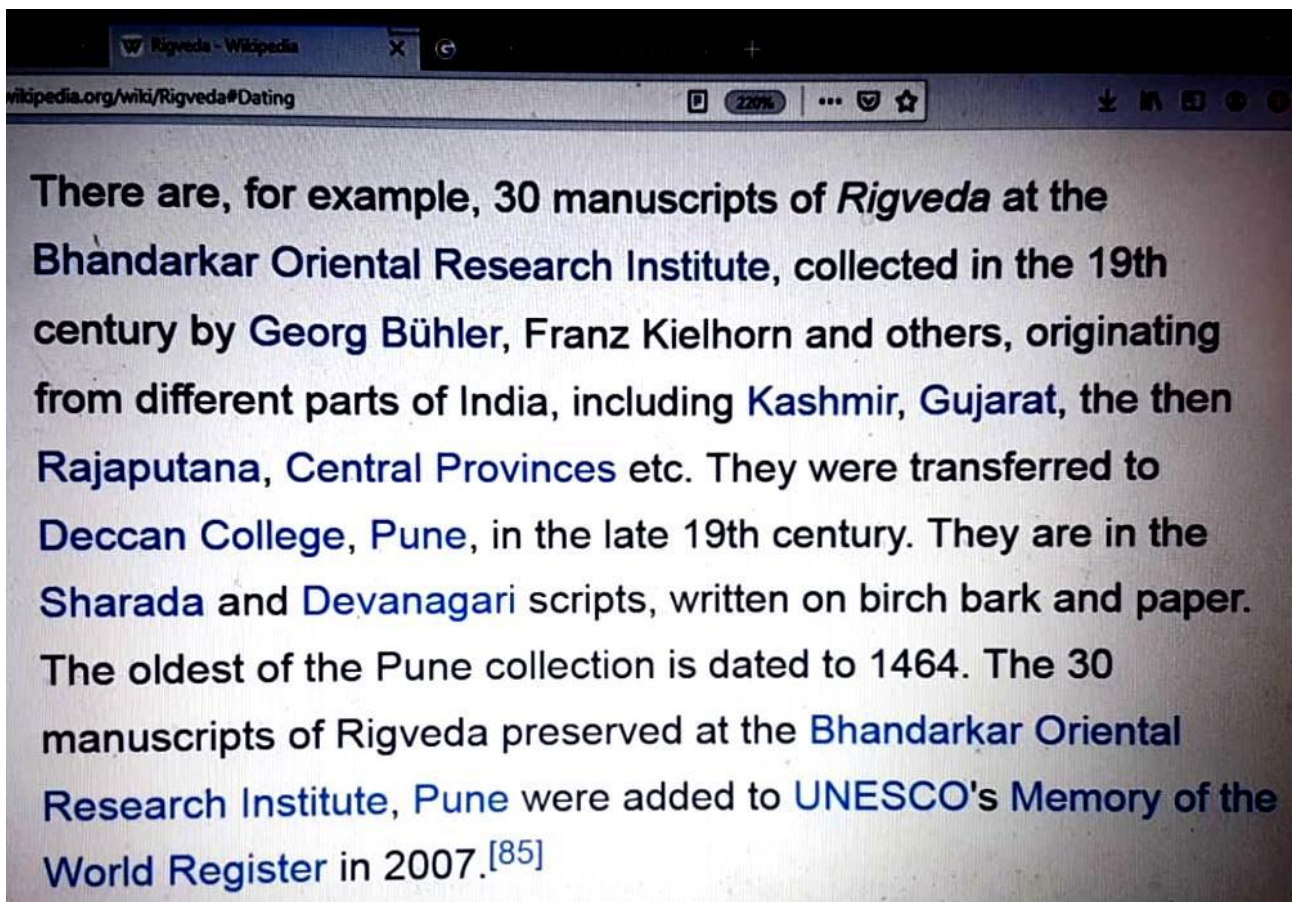 Rigveda - Wikipedia
wikipedia.org/wiki/Rigveda#Dating
220%
There are, for example, 30 manuscripts of Rigveda at the
Bhandarkar Oriental Research Institute, collected in the 19th
century by Georg Bühler, Franz Kielhorn and others, originating
from different parts of India, including Kashmir, Gujarat, the then
Rajaputana, Central Provinces etc. They were transferred to
Deccan College, Pune, in the late 19th century. They are in the
Sharada and Devanagari scripts, written on birch bark and paper.
The oldest of the Pune collection is dated to 1464. The 30
manuscripts of Rigveda preserved at the Bhandarkar Oriental
Research Institute, Pune were added to UNESCO's Memory of the
World Register in 2007.[85]